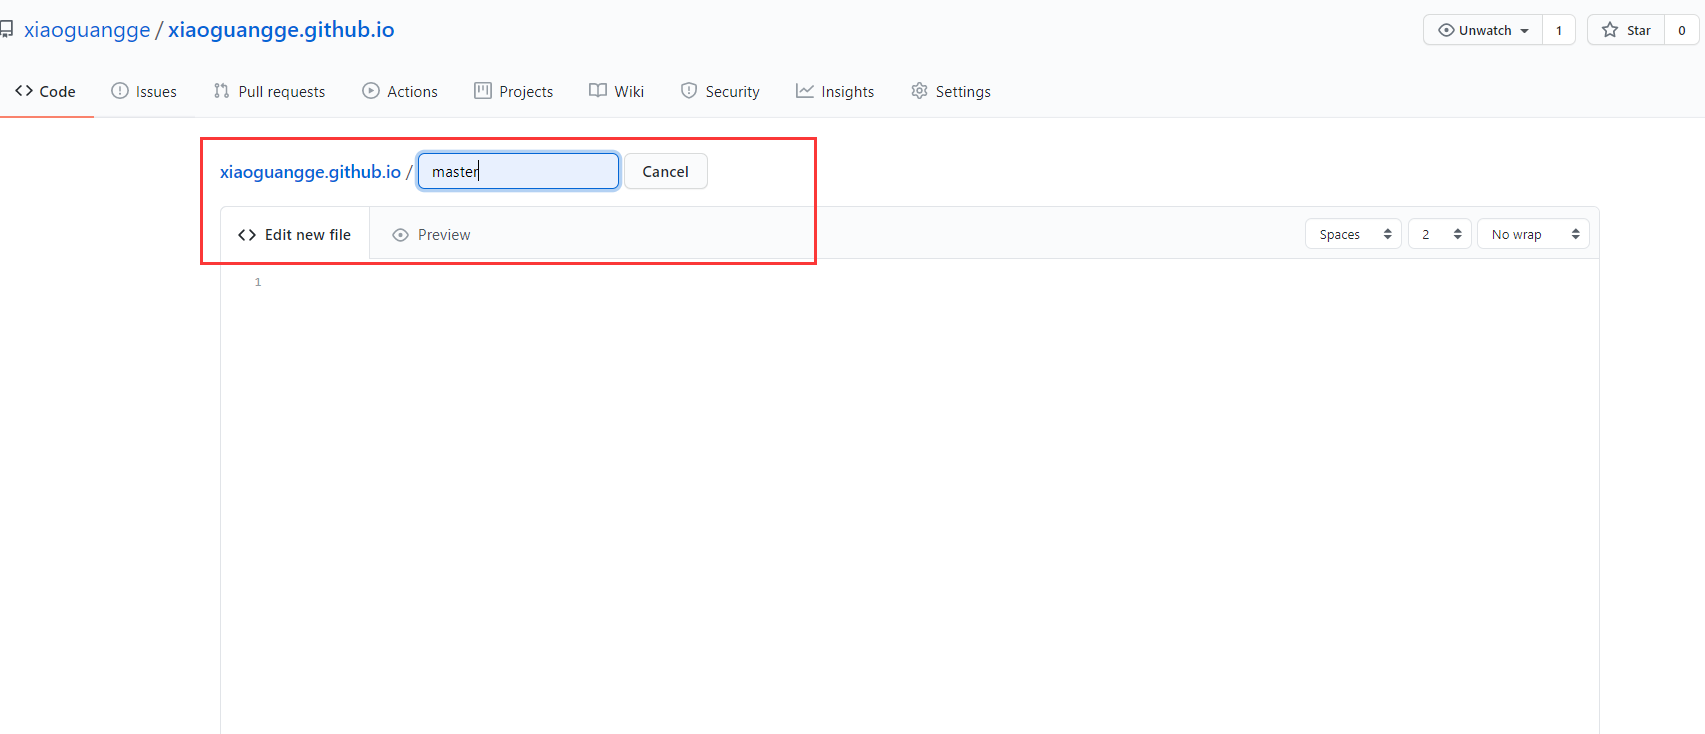 xiaoguangge / xiaoguangge.github.io
Unwatch 1 Star 0
Code Issues Pull requests Actions Projects Wiki Security Insights Settings
xiaoguangge.github.io / master Cancel
Edit new file Preview Spaces 2 No wrap
1